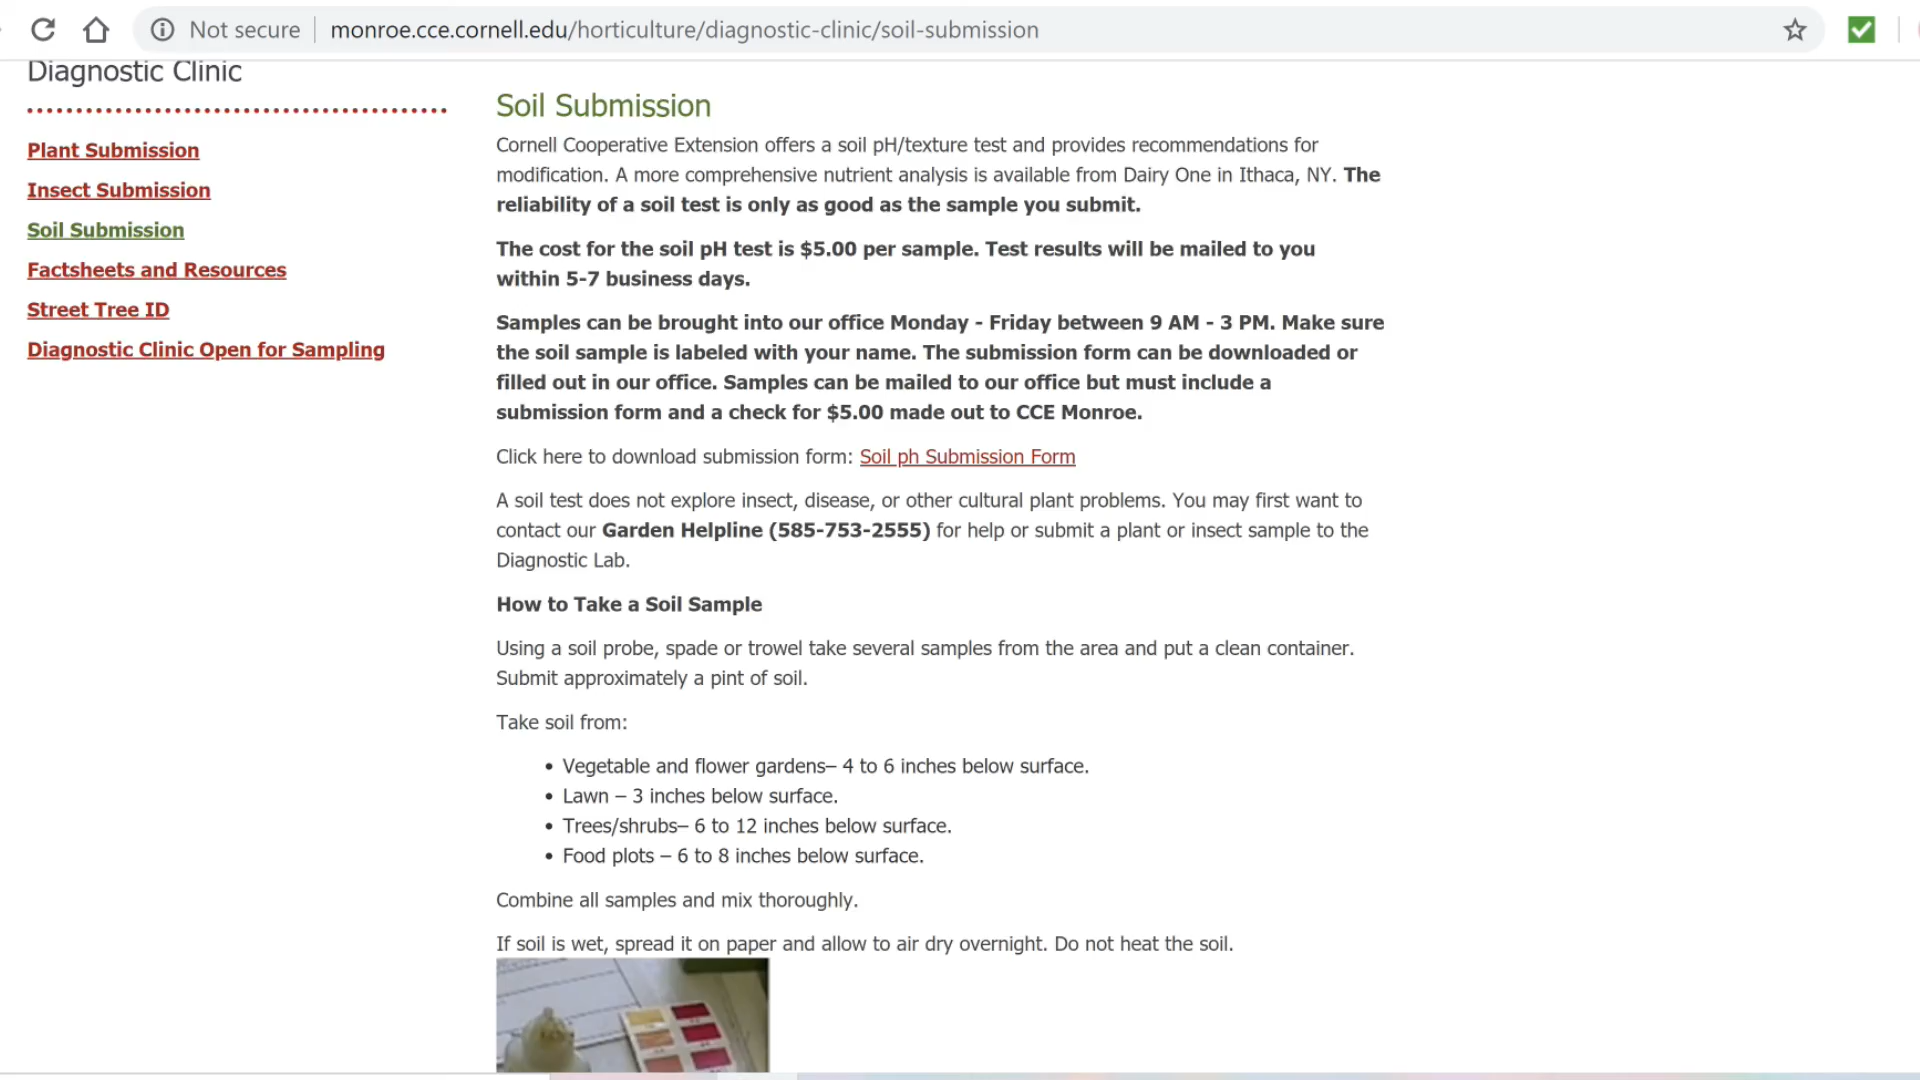 Not secure
monroe.cce.cornell.edu/horticulture/diagnostic-clinic/soil-submission
Diagnostic Clinic
Plant Submission
Insect Submission
Soil Submission
Factsheets and Resources
Street Tree ID
Diagnostic Clinic Open for Sampling
Soil Submission
Cornell Cooperative Extension offers a soil pH/texture test and provides recommendations for
modification. A more comprehensive nutrient analysis is available from Dairy One in Ithaca, NY. The
reliability of a soil test is only as good as the sample you submit.
The cost for the soil pH test is $5.00 per sample. Test results will be mailed to you
within 5-7 business days.
Samples can be brought into our office Monday - Friday between 9 AM - 3 PM. Make sure
the soil sample is labeled with your name. The submission form can be downloaded or
filled out in our office. Samples can be mailed to our office but must include a
submission form and a check for $5.00 made out to CCE Monroe.
Click here to download submission form: Soil ph Submission Form
A soil test does not explore insect, disease, or other cultural plant problems. You may first want to
contact our Garden Helpline (585-753-2555) for help or submit a plant or insect sample to the
Diagnostic Lab.
How to Take a Soil Sample
Using a soil probe, spade or trowel take several samples from the area and put a clean container.
Submit approximately a pint of soil.
Take soil from:
• Vegetable and flower gardens– 4 to 6 inches below surface.
• Lawn – 3 inches below surface.
• Trees/shrubs– 6 to 12 inches below surface.
• Food plots – 6 to 8 inches below surface.
Combine all samples and mix thoroughly.
If soil is wet, spread it on paper and allow to air dry overnight. Do not heat the soil.